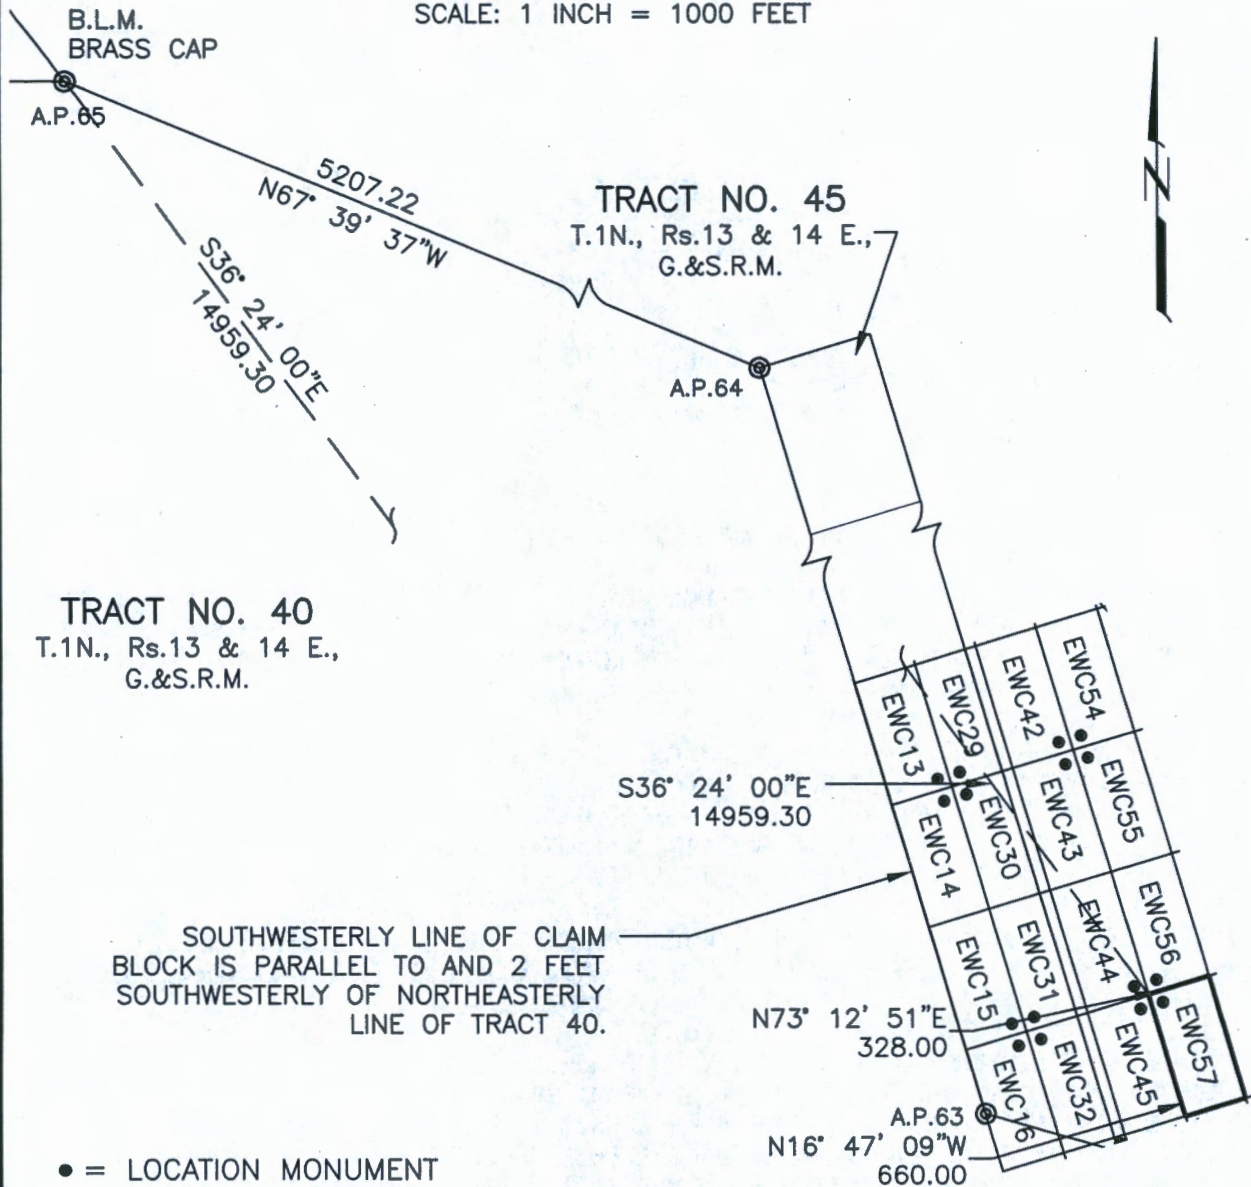 SCALE: 1 INCH = 1000 FEET
B.L.M.
BRASS CAP
A.P.65
5207.22
N67° 39' 37"W
S36° 24' 00"E
14959.30
TRACT NO. 45
T.1N., Rs.13 & 14 E.,
G.&S.R.M.
N
A.P.64
TRACT NO. 40
T.1N., Rs.13 & 14 E.,
G.&S.R.M.
EWC13
EWC29
EWC42
EWC54
S36° 24' 00"E
14959.30
EWC14
EWC30
EWC43
EWC55
SOUTHWESTERLY LINE OF CLAIM
BLOCK IS PARALLEL TO AND 2 FEET
SOUTHWESTERLY OF NORTHEASTERLY
LINE OF TRACT 40.
EWC15
EWC31
EWC44
EWC56
N73° 12' 51"E
328.00
EWC16
EWC32
EWC45
EWC57
A.P.63
N16° 47' 09"W
660.00
● = LOCATION MONUMENT